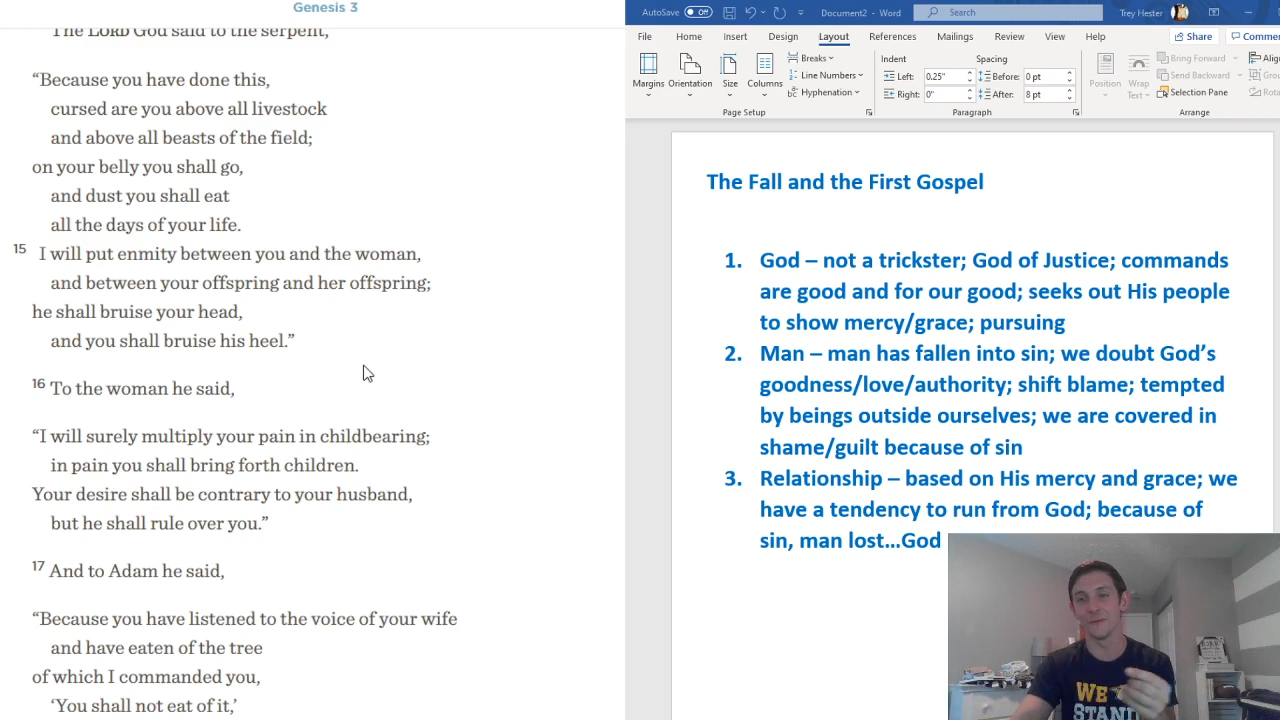 Genesis 3
The LORD God said to the serpent,
“Because you have done this,
cursed are you above all livestock
and above all beasts of the field;
on your belly you shall go,
and dust you shall eat
all the days of your life.
15 I will put enmity between you and the woman,
and between your offspring and her offspring;
he shall bruise your head,
and you shall bruise his heel.”
16 To the woman he said,
“I will surely multiply your pain in childbearing;
in pain you shall bring forth children.
Your desire shall be contrary to your husband,
but he shall rule over you.”
17 And to Adam he said,
“Because you have listened to the voice of your wife
and have eaten of the tree
of which I commanded you,
‘You shall not eat of it,’
AutoSave Off Document2 - Word Search Trey Hester
File Home Insert Design Layout References Mailings Review View Help Share Comme
Margins Orientation Size Columns
Breaks
Line Numbers
Hyphenation
Page Setup
Indent Spacing
Left: 0.25" Before: 0 pt
Right: 0" After: 8 pt
Paragraph
Position Wrap Text
Bring Forward Align
Send Backward Grou
Selection Pane Rota
Arrange
The Fall and the First Gospel
1. God – not a trickster; God of Justice; commands
are good and for our good; seeks out His people
to show mercy/grace; pursuing
2. Man – man has fallen into sin; we doubt God’s
goodness/love/authority; shift blame; tempted
by beings outside ourselves; we are covered in
shame/guilt because of sin
3. Relationship – based on His mercy and grace; we
have a tendency to run from God; because of
sin, man lost…God
WE
STAND